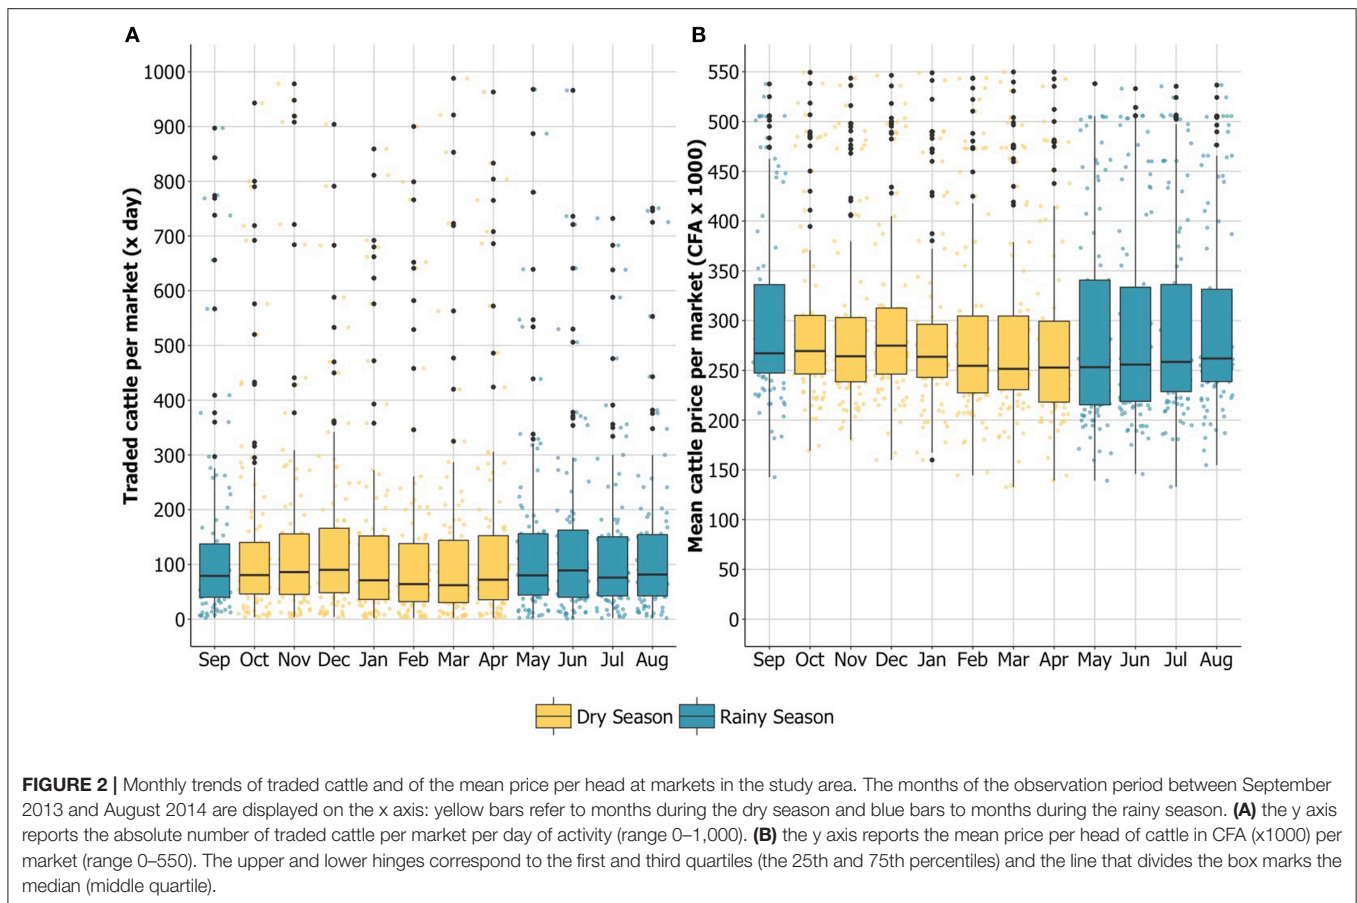 A
B
Traded cattle per market (x day)
1000
900
800
700
600
500
400
300
200
100
0
Sep Oct Nov Dec Jan Feb Mar Apr May Jun Jul Aug
Mean cattle price per market (CFA x 1000)
550
500
450
400
350
300
250
200
150
100
50
0
Sep Oct Nov Dec Jan Feb Mar Apr May Jun Jul Aug
Dry Season Rainy Season
FIGURE 2 | Monthly trends of traded cattle and of the mean price per head at markets in the study area. The months of the observation period between September
2013 and August 2014 are displayed on the x axis: yellow bars refer to months during the dry season and blue bars to months during the rainy season. (A) the y axis
reports the absolute number of traded cattle per market per day of activity (range 0–1,000). (B) the y axis reports the mean price per head of cattle in CFA (x1000) per
market (range 0–550). The upper and lower hinges correspond to the first and third quartiles (the 25th and 75th percentiles) and the line that divides the box marks the
median (middle quartile).